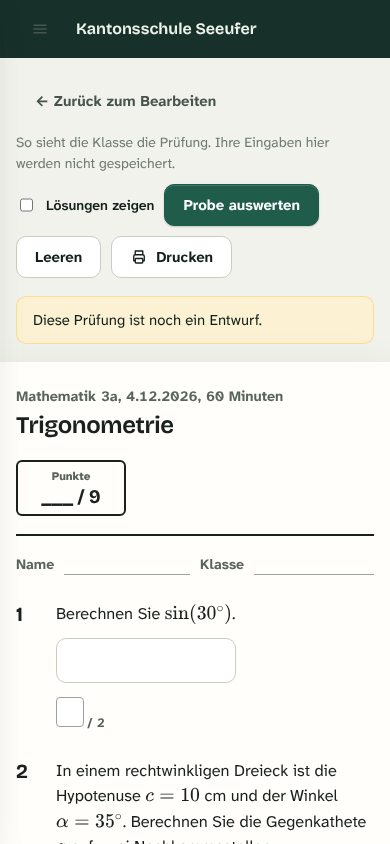 Kantonsschule Seeufer
← Zurück zum Bearbeiten
So sieht die Klasse die Prüfung. Ihre Eingaben hier
werden nicht gespeichert.
Lösungen zeigen
Probe auswerten
Leeren
Drucken
Diese Prüfung ist noch ein Entwurf.
Mathematik 3a, 4.12.2026, 60 Minuten
Trigonometrie
Punkte
___ / 9
Name
Klasse
1
Berechnen Sie sin(30°).
/ 2
2
In einem rechtwinkligen Dreieck ist die
Hypotenuse c = 10 cm und der Winkel
α = 35°. Berechnen Sie die Gegenkathete